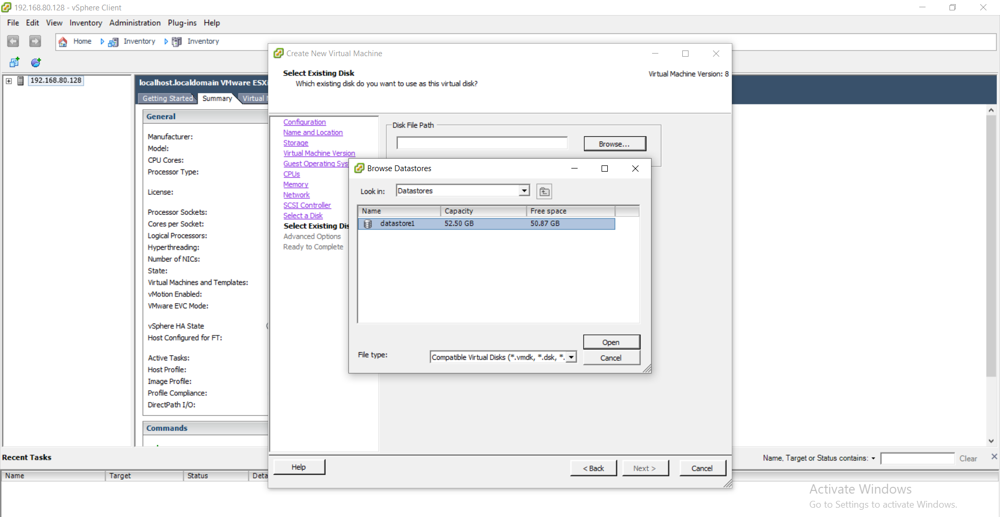 192.168.80.128 - vSphere Client
File Edit View Inventory Administration Plug-ins Help
Home Inventory Inventory
192.168.80.128
localhost.localdomain VMware ESXi
Getting Started Summary Virtual
General
Manufacturer:
Model:
CPU Cores:
Processor Type:
License:
Processor Sockets:
Cores per Socket:
Logical Processors:
Hyperthreading:
Number of NICs:
State:
Virtual Machines and Templates:
vMotion Enabled:
VMware EVC Mode:
vSphere HA State
Host Configured for FT:
Active Tasks:
Host Profile:
Image Profile:
Profile Compliance:
DirectPath I/O:
Commands
Create New Virtual Machine
Select Existing Disk
Which existing disk do you want to use as this virtual disk?
Virtual Machine Version: 8
Configuration
Name and Location
Storage
Virtual Machine Version
Guest Operating Sys
CPUs
Memory
Network
SCSI Controller
Select a Disk
Select Existing Dis
Advanced Options
Ready to Complete
Disk File Path
Browse...
Browse Datastores
Look in: Datastores
Name Capacity Free space
datastore1 52.50 GB 50.87 GB
Open
File type: Compatible Virtual Disks (*.vmdk, *.dsk, *.
Cancel
Help < Back Next > Cancel
Recent Tasks
Name, Target or Status contains: Clear
Name Target Status Deta
Activate Windows
Go to Settings to activate Windows.